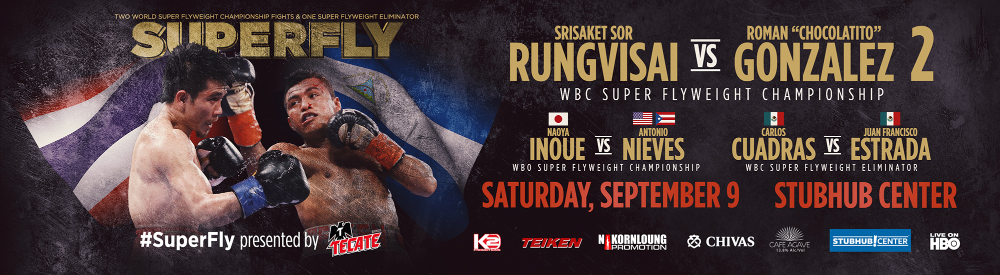 TWO WORLD SUPER FLYWEIGHT CHAMPIONSHIP FIGHTS & ONE SUPER FLYWEIGHT ELIMINATOR
SUPERFLY
SRISAKET SOR
RUNGVISAI
VS
ROMAN “CHOCOLATITO”
GONZALEZ 2
WBC SUPER FLYWEIGHT CHAMPIONSHIP
NAOYA
INOUE
VS
ANTONIO
NIEVES
WBO SUPER FLYWEIGHT CHAMPIONSHIP
CARLOS
CUADRAS
VS
JUAN FRANCISCO
ESTRADA
WBC SUPER FLYWEIGHT ELIMINATOR
SATURDAY, SEPTEMBER 9 STUBHUB CENTER
#SuperFly presented by
CERVEZA
TECATE
K2
PROMOTIONS
TEIKEN
NAKORNLOUNG
PROMOTION
CHIVAS
CAFE AGAVE
13.8% Alc/Vol
STUBHUB!CENTER
LIVE ON
HBO